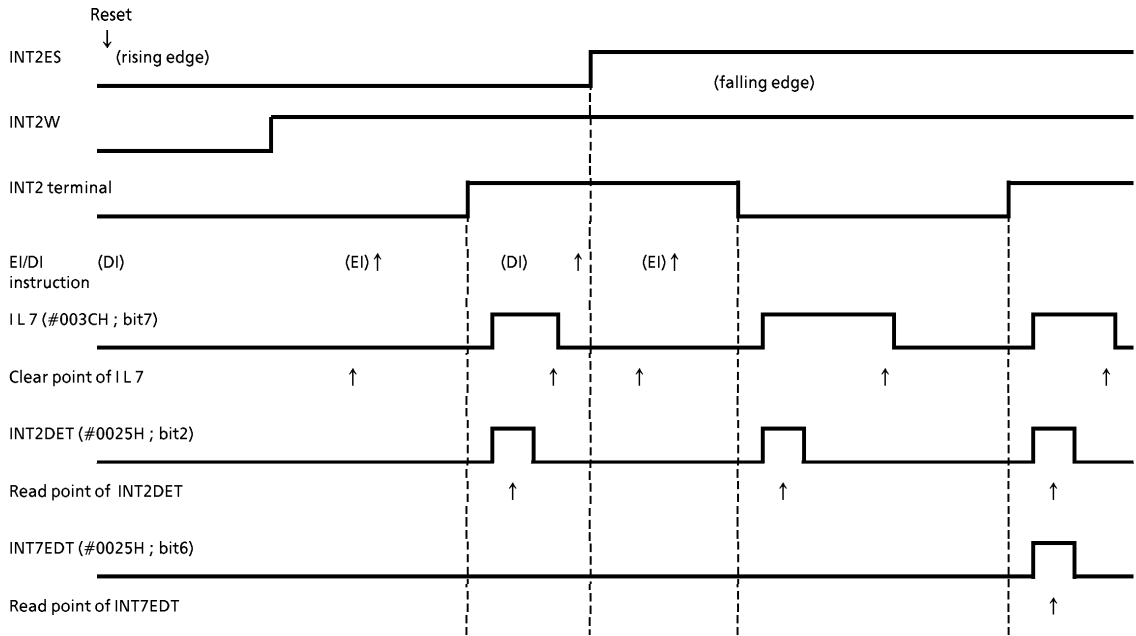 Reset
↓
INT2ES (rising edge)
(falling edge)
INT2W
INT2 terminal
EI/DI (DI) (EI)↑ (DI) ↑ (EI)↑
instruction
I L 7 (#003CH ; bit7)
Clear point of I L 7 ↑ ↑ ↑ ↑ ↑
INT2DET (#0025H ; bit2)
Read point of INT2DET ↑ ↑ ↑
INT7EDT (#0025H ; bit6)
Read point of INT7EDT ↑